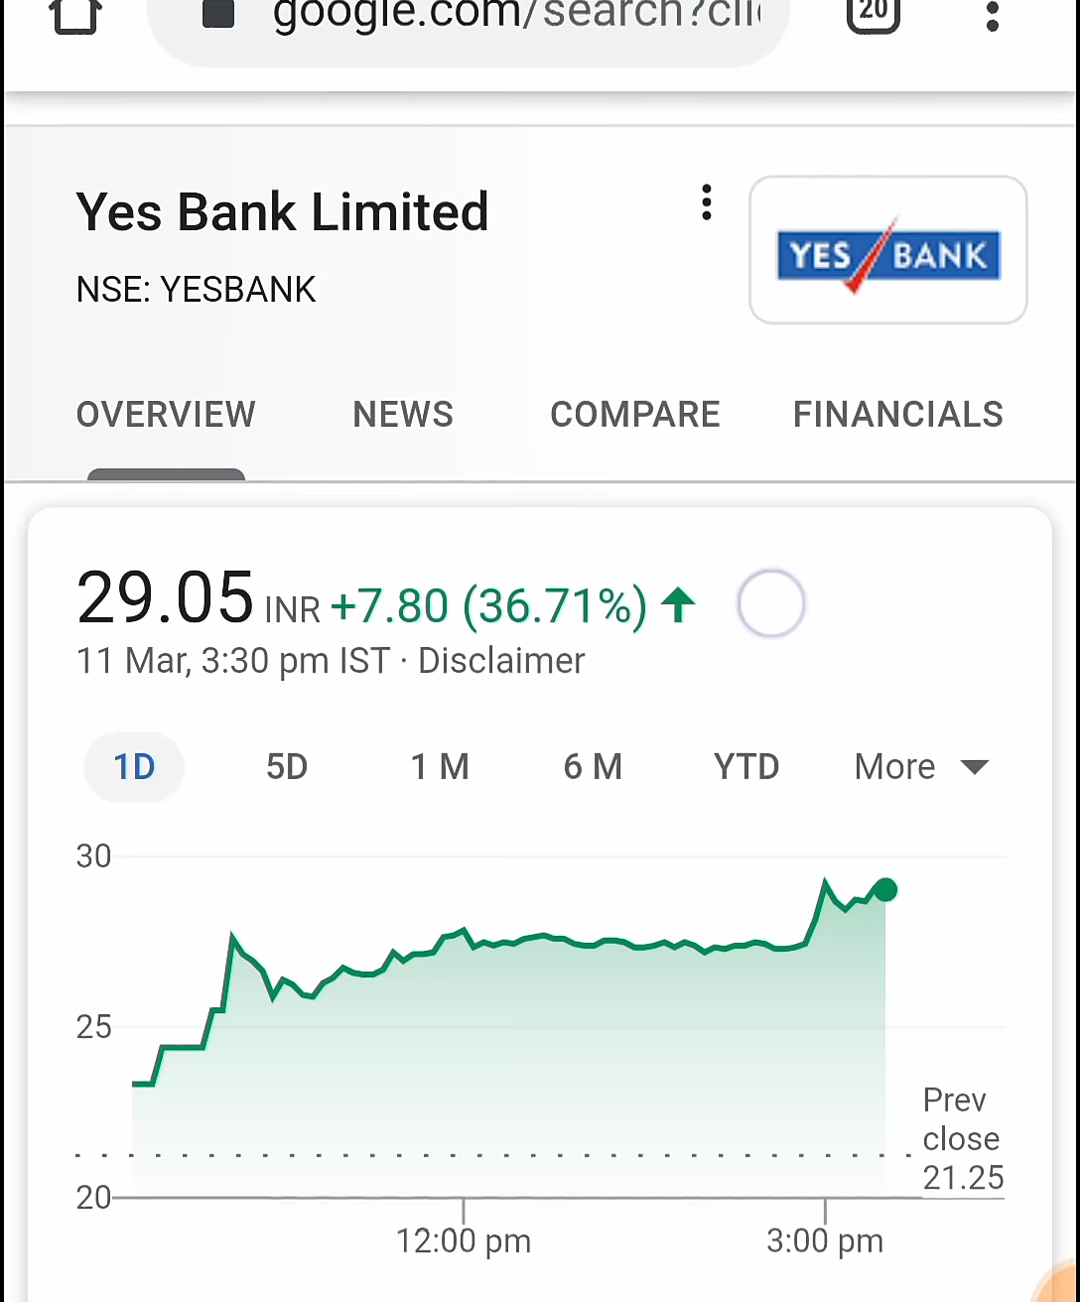 google.com/search?cli
20
Yes Bank Limited
NSE: YESBANK
YES BANK
OVERVIEW NEWS COMPARE FINANCIALS
29.05 INR +7.80 (36.71%)
11 Mar, 3:30 pm IST · Disclaimer
1D 5D 1 M 6 M YTD More
30
25
Prev
close
21.25
20
12:00 pm 3:00 pm